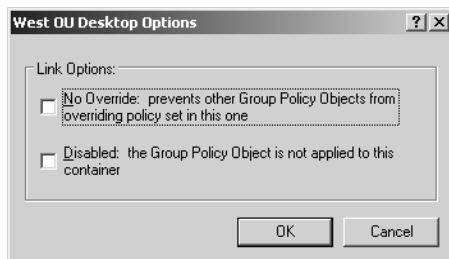 West OU Desktop Options
Link Options:
No Override: prevents other Group Policy Objects from
overriding policy set in this one
Disabled: the Group Policy Object is not applied to this
container
OK
Cancel